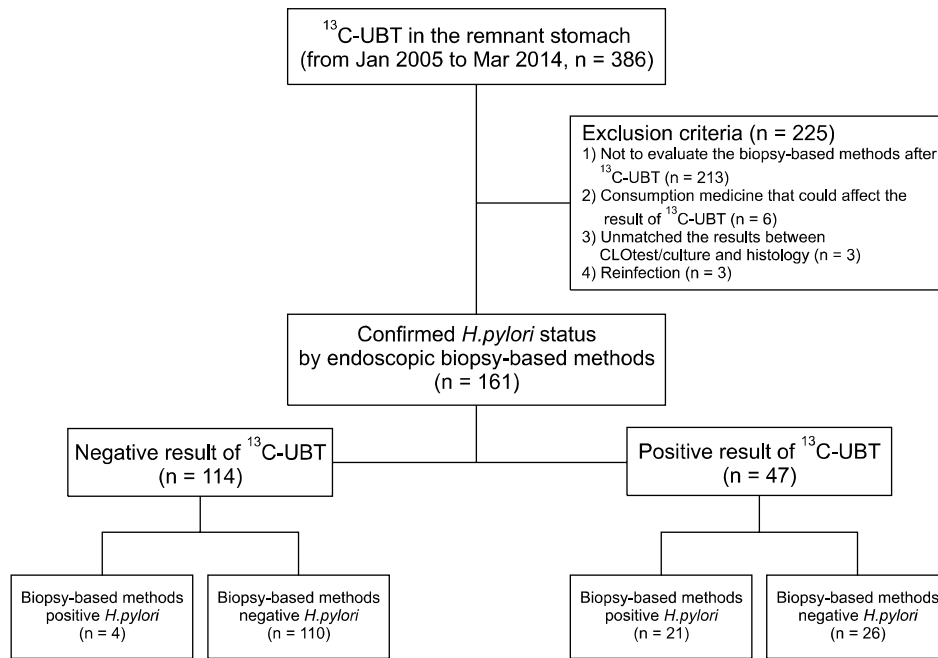 ¹³C-UBT in the remnant stomach
(from Jan 2005 to Mar 2014, n = 386)
Exclusion criteria (n = 225)
1) Not to evaluate the biopsy-based methods after
¹³C-UBT (n = 213)
2) Consumption medicine that could affect the
result of ¹³C-UBT (n = 6)
3) Unmatched the results between
CLOtest/culture and histology (n = 3)
4) Reinfection (n = 3)
Confirmed H.pylori status
by endoscopic biopsy-based methods
(n = 161)
Negative result of ¹³C-UBT
(n = 114)
Positive result of ¹³C-UBT
(n = 47)
Biopsy-based methods
positive H.pylori
(n = 4)
Biopsy-based methods
negative H.pylori
(n = 110)
Biopsy-based methods
positive H.pylori
(n = 21)
Biopsy-based methods
negative H.pylori
(n = 26)